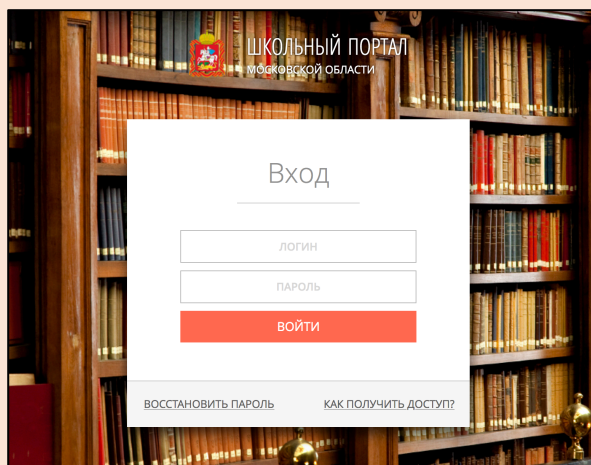 ШКОЛЬНЫЙ ПОРТАЛ
МОСКОВСКОЙ ОБЛАСТИ
Вход
ЛОГИН
ПАРОЛЬ
ВОЙТИ
ВОССТАНОВИТЬ ПАРОЛЬ
КАК ПОЛУЧИТЬ ДОСТУП?